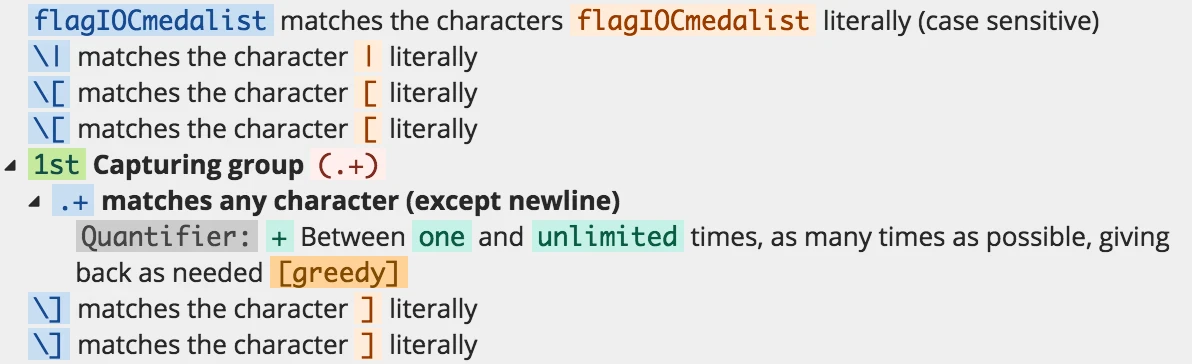 flagIOCmedalist matches the characters flagIOCmedalist literally (case sensitive)
\| matches the character | literally
\[ matches the character [ literally
\[ matches the character [ literally
1st Capturing group (.+)
.+ matches any character (except newline)
Quantifier: + Between one and unlimited times, as many times as possible, giving
back as needed [greedy]
\] matches the character ] literally
\] matches the character ] literally